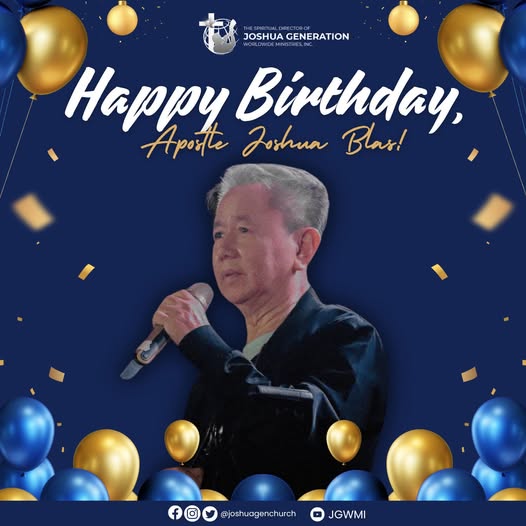 THE SPIRITUAL DIRECTOR OF
JOSHUA GENERATION
WORLDWIDE MINISTRIES, INC.
Happy Birthday,
Apostle Joshua Blas!
@joshuagenchurch JGWMI